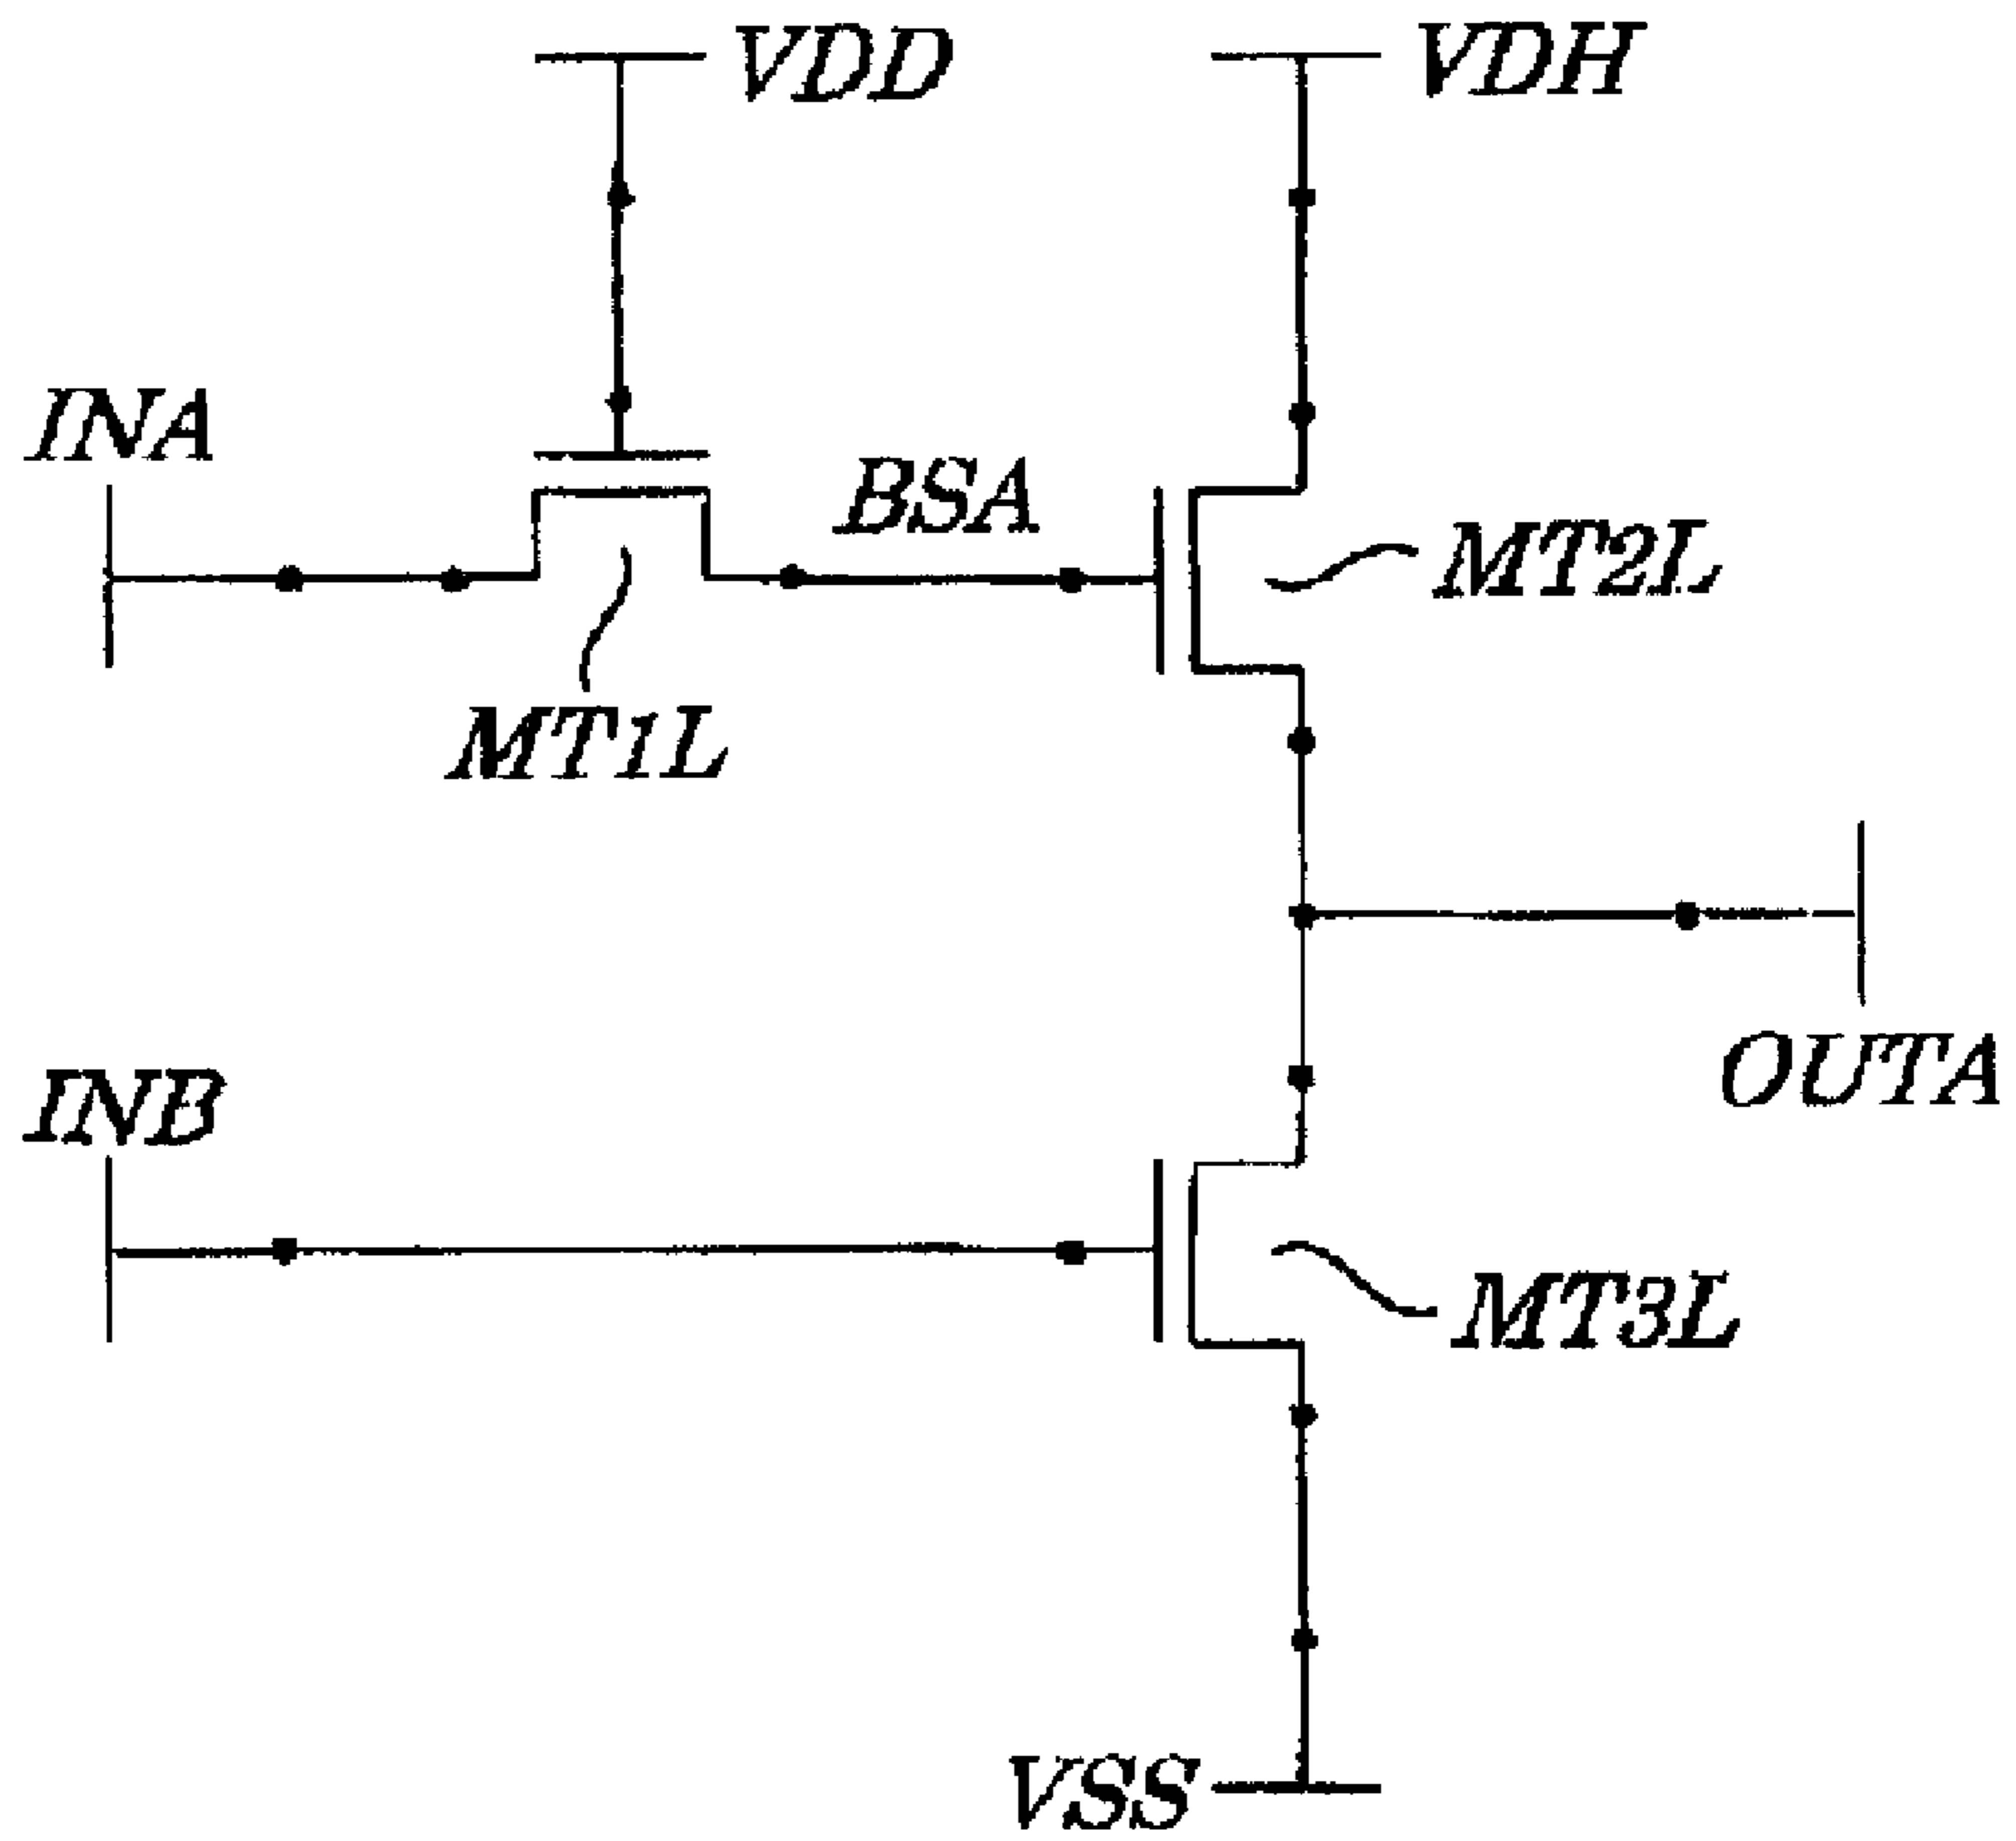 VDD
VDH
INA
BSA
MT2L
MT1L
OUTA
INB
MT3L
VSS